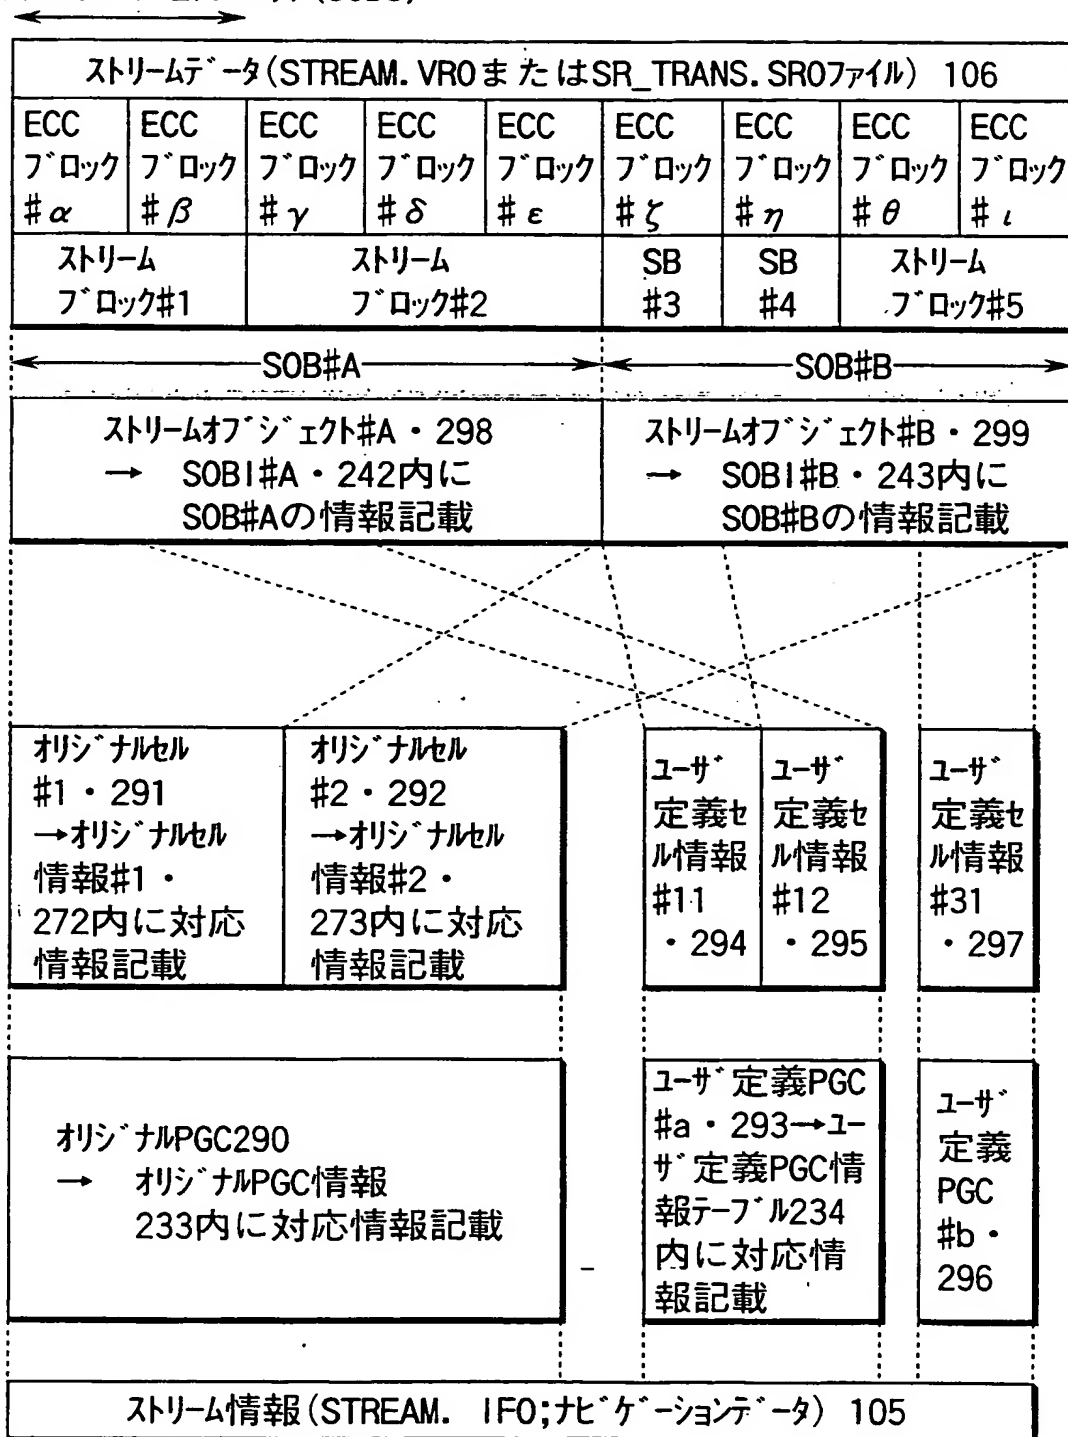 ストリームデータ(STREAM.VROまたはSR_TRANS.SROファイル) 106
ECC ECC ECC ECC ECC ECC ECC ECC ECC
ブロック ブロック ブロック ブロック ブロック ブロック ブロック ブロック ブロック
#α #β #γ #δ #ε #ζ #η #θ #ι
ストリーム ストリーム SB SB ストリーム
ブロック#1 ブロック#2 #3 #4 ブロック#5
SOB#A SOB#B
ストリームオブジェクト#A・298
→ SOBI#A・242内に
SOB#Aの情報記載
ストリームオブジェクト#B・299
→ SOBI#B・243内に
SOB#Bの情報記載
オリジナルセル
#1・291
→オリジナルセル
情報#1・
272内に対応
情報記載
オリジナルセル
#2・292
→オリジナルセル
情報#2・
273内に対応
情報記載
ユーザ
定義セ
ル情報
#11
・294
ユーザ
定義セ
ル情報
#12
・295
ユーザ
定義セ
ル情報
#31
・297
オリジナルPGC290
→ オリジナルPGC情報
233内に対応情報記載
ユーザ定義PGC
#a・293→ユー
ザ定義PGC情
報テーブル234
内に対応情
報記載
ユーザ
定義
PGC
#b・
296
ストリーム情報(STREAM. IFO;ナビゲーションデータ) 105